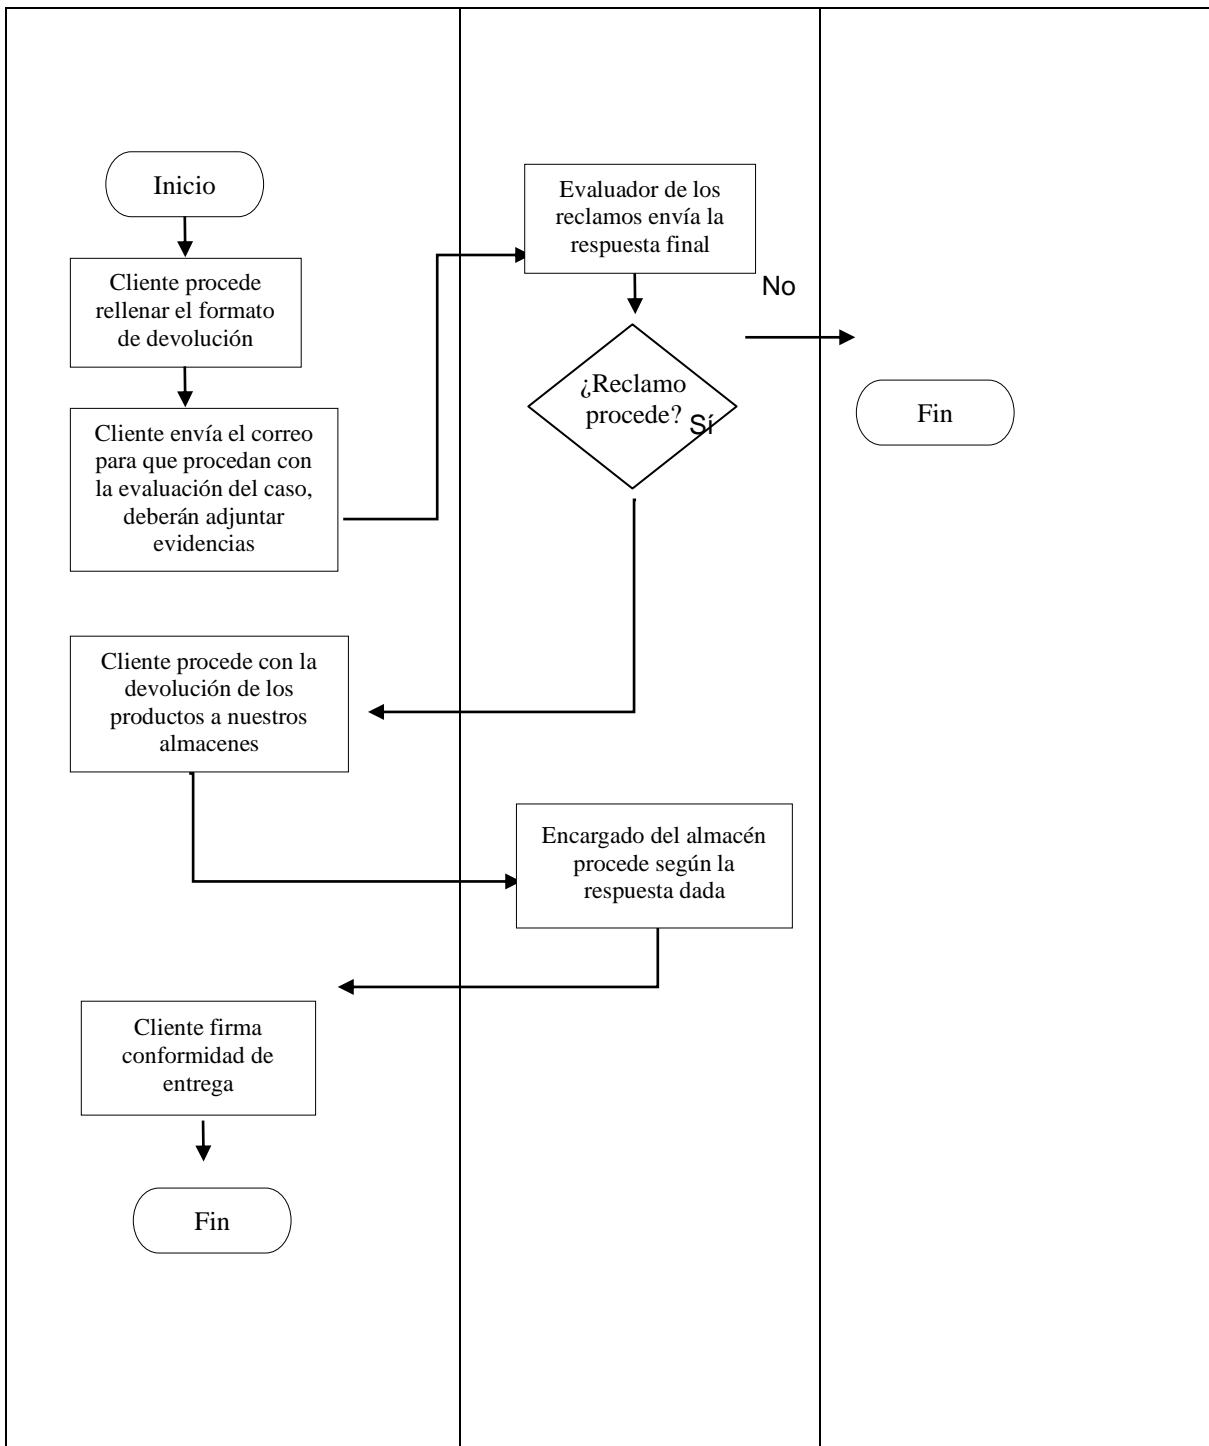 Inicio
Cliente procede
rellenar el formato
de devolución
Cliente envía el correo
para que procedan con
la evaluación del caso,
deberán adjuntar
evidencias
Evaluador de los
reclamos envía la
respuesta final
No
¿Reclamo
procede?
Sí
Fin
Cliente procede con la
devolución de los
productos a nuestros
almacenes
Encargado del almacén
procede según la
respuesta dada
Cliente firma
conformidad de
entrega
Fin